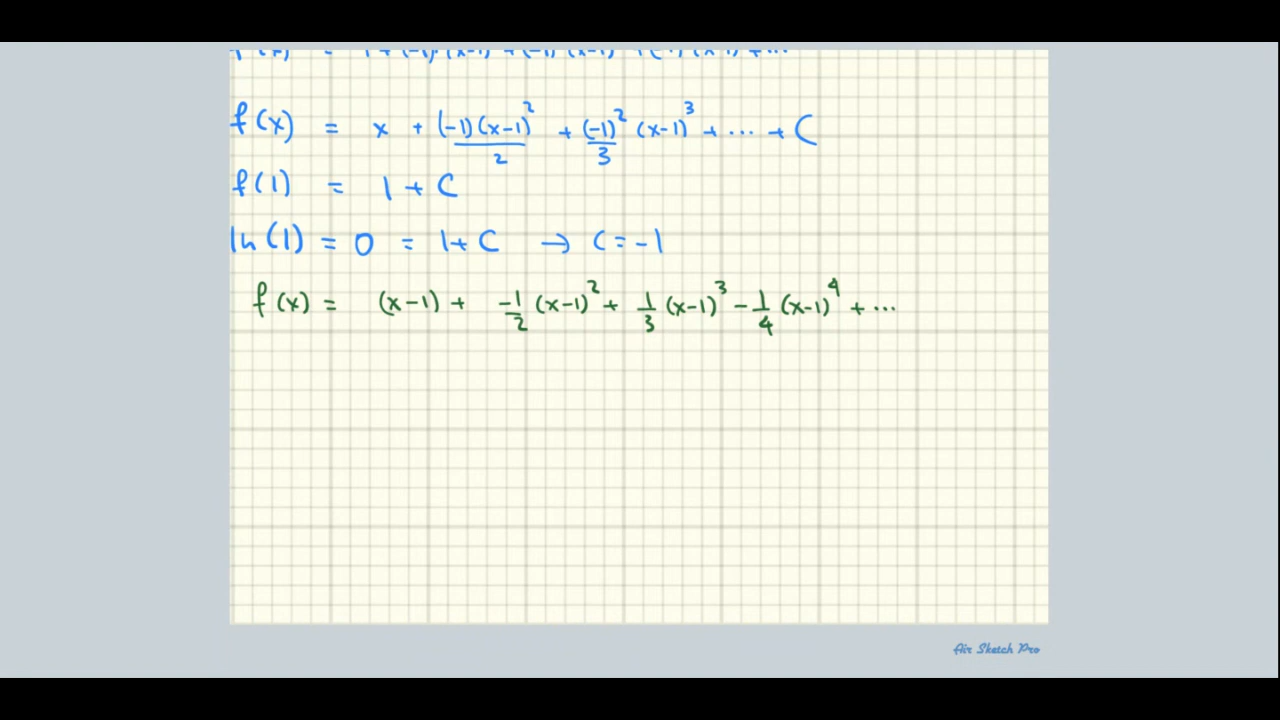 f(x) = x + (-1)(x-1)^2/2 + (-1)^2/3 (x-1)^3 + ... + C
f(1) = 1 + C
ln(1) = 0 = 1 + C → C = -1
f(x) = (x-1) + -1/2 (x-1)^2 + 1/3 (x-1)^3 - 1/4 (x-1)^4 + ...
Air Sketch Pro